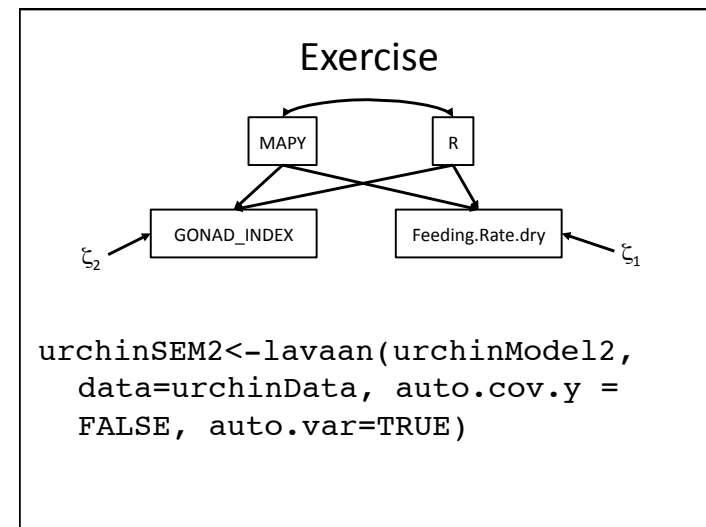 Exercise
MAPY
R
GONAD_INDEX
Feeding.Rate.dry
ζ2
ζ1
urchinSEM2<-lavaan(urchinModel2,
data=urchinData, auto.cov.y =
FALSE, auto.var=TRUE)